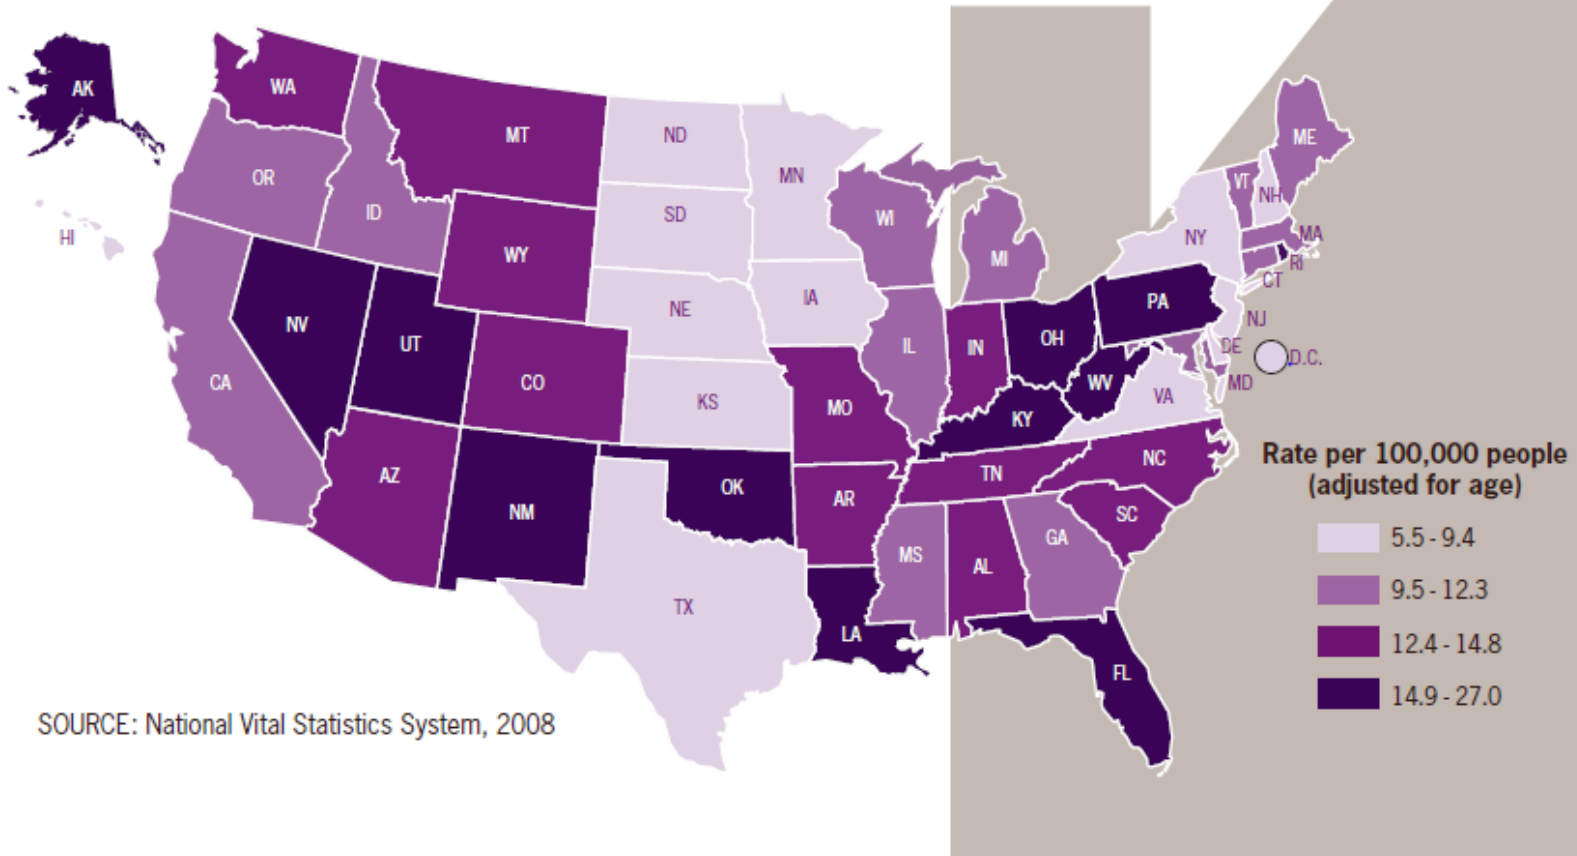 AK
WA
MT
ND
MN
ME
OR
ID
SD
WI
VT
NH
HI
WY
MI
NY
MA
RI
CT
NV
UT
NE
IA
PA
NJ
CA
CO
KS
IL
IN
OH
DE
D.C.
MD
WV
VA
MO
KY
AZ
NM
OK
AR
TN
NC
SC
MS
AL
GA
TX
LA
FL
Rate per 100,000 people
(adjusted for age)
5.5 - 9.4
9.5 - 12.3
12.4 - 14.8
14.9 - 27.0
SOURCE: National Vital Statistics System, 2008